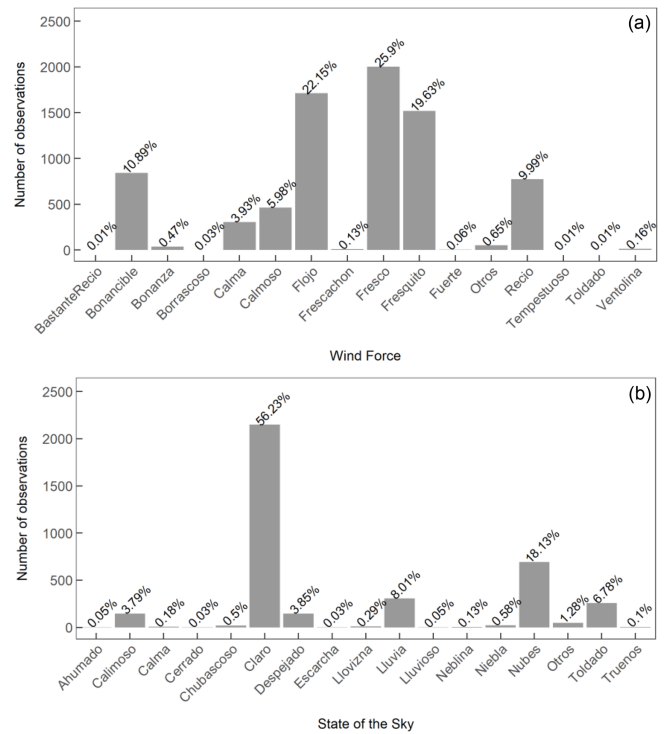 (a)
Number of observations
2500
2000
1500
1000
500
0
0.01%
10.89%
0.47%
0.03%
3.93%
5.98%
22.15%
0.13%
25.9%
19.63%
0.06%
0.65%
9.99%
0.01%
0.01%
0.16%
BastanteRecio
Bonancible
Bonanza
Borrascoso
Calma
Calmoso
Flojo
Frescachon
Fresco
Fresquito
Fuerte
Otros
Recio
Tempestuoso
Toldado
Ventolina
Wind Force
(b)
Number of observations
2500
2000
1500
1000
500
0
0.05%
3.79%
0.18%
0.03%
0.5%
56.23%
3.85%
0.03%
0.29%
8.01%
0.05%
0.13%
0.58%
18.13%
1.28%
6.78%
0.1%
Ahumado
Calimoso
Calma
Cerrado
Chubascoso
Claro
Despejado
Escarcha
Llovizna
Lluvia
Lluvioso
Neblina
Niebla
Nubes
Otros
Toldado
Truenos
State of the Sky